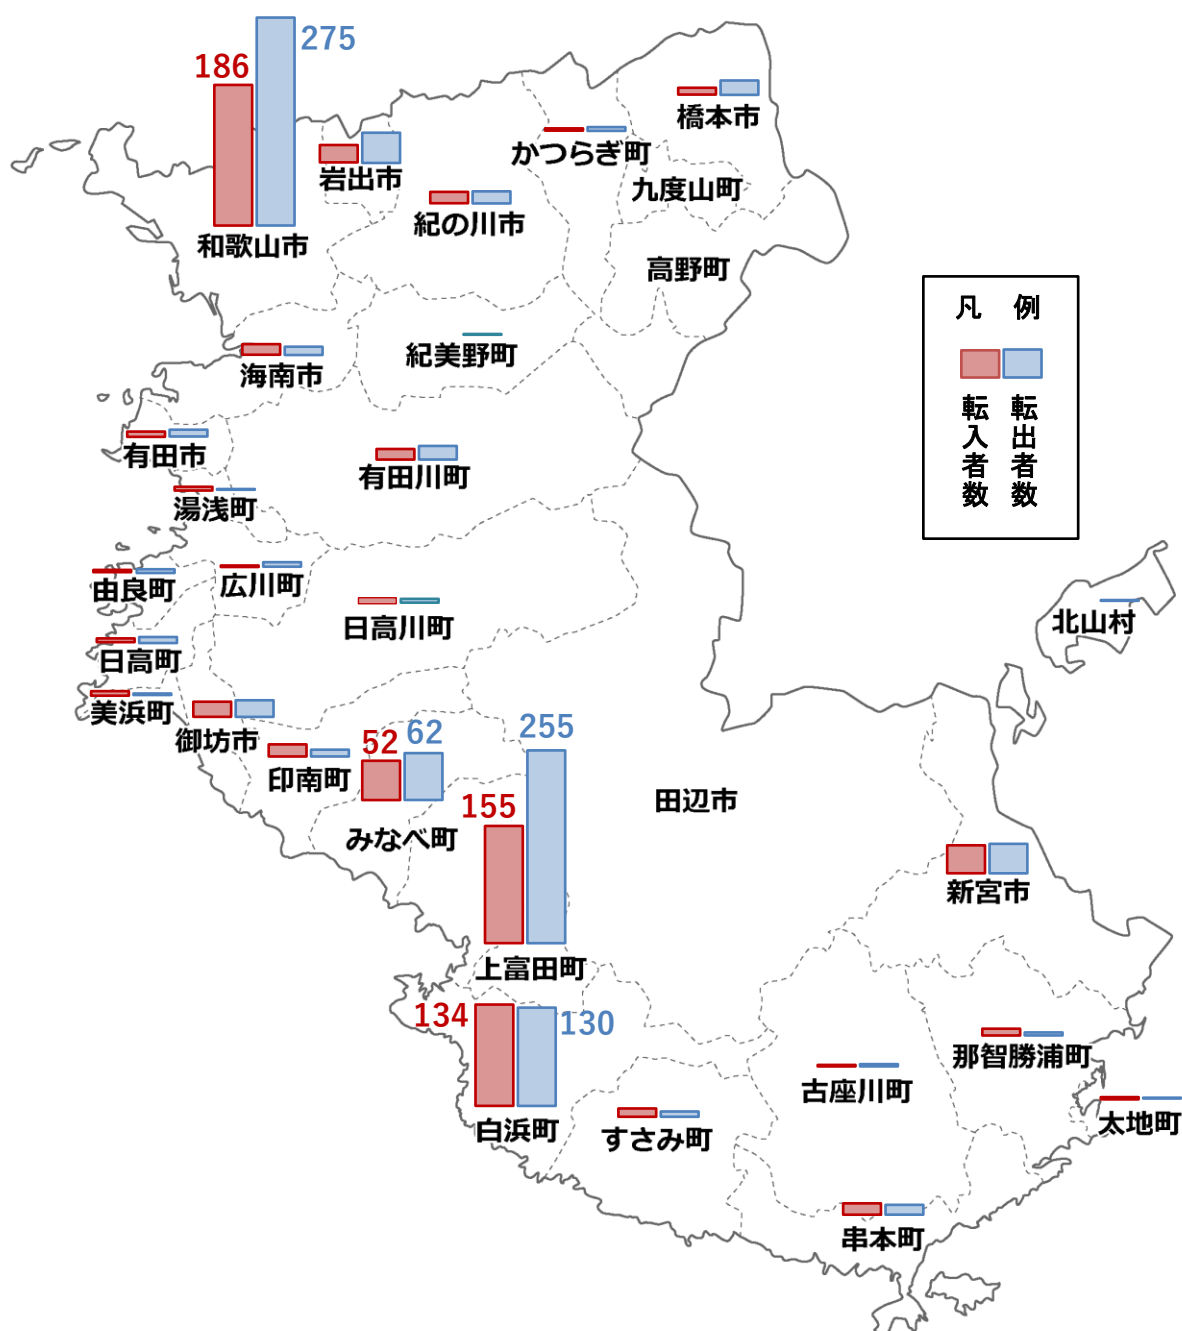 275
186
橋本市
かつらぎ町
岩出市
九度山町
紀の川市
和歌山市
高野町
凡 例
転入者数
転出者数
紀美野町
海南市
有田市
有田川町
湯浅町
由良町
広川町
北山村
日高川町
日高町
美浜町
御坊市
52
62
255
印南町
155
田辺市
みなべ町
新宮市
上富田町
134
130
那智勝浦町
古座川町
太地町
白浜町
すさみ町
串本町